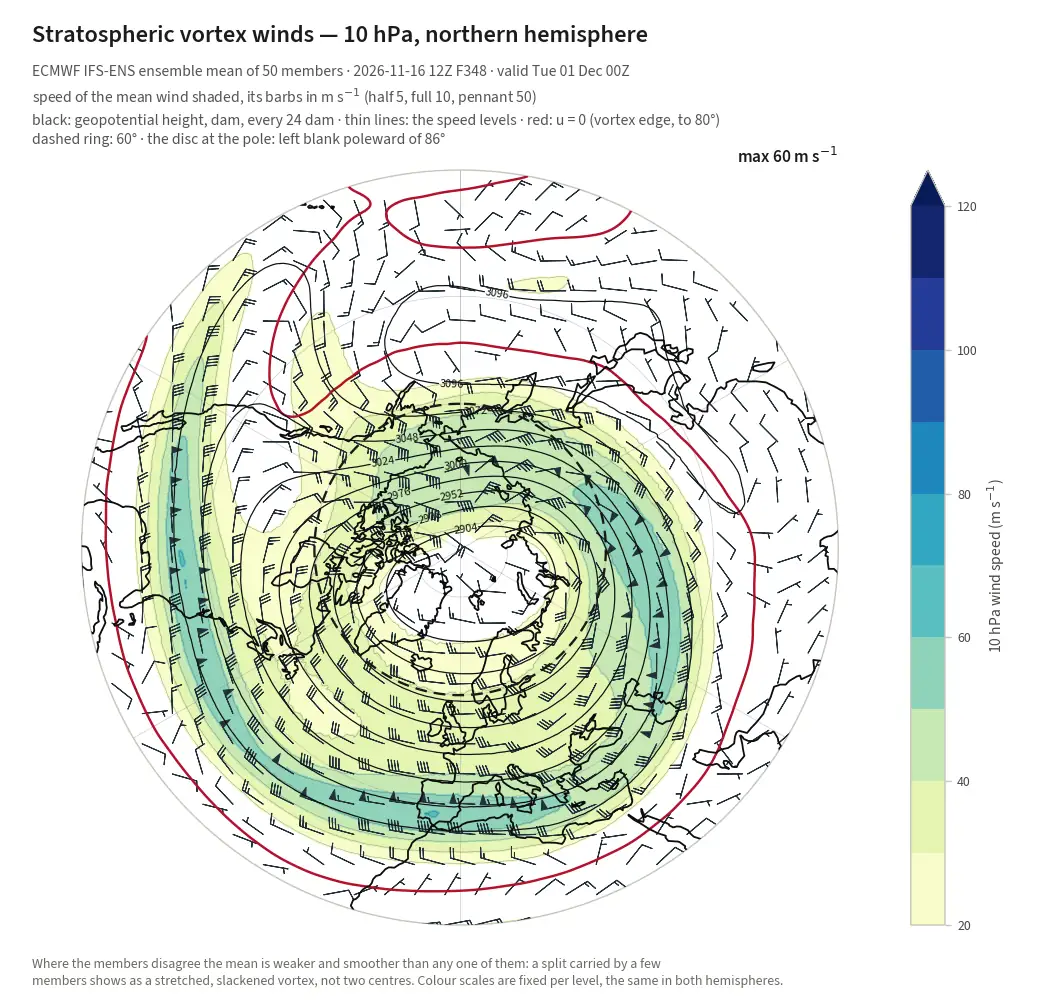 Stratospheric vortex winds — 10 hPa, northern hemisphere
ECMWF IFS-ENS ensemble mean of 50 members · 2026-11-16 12Z F348 · valid Tue 01 Dec 00Z
speed of the mean wind shaded, its barbs in m s⁻¹ (half 5, full 10, pennant 50)
black: geopotential height, dam, every 24 dam · thin lines: the speed levels · red: u = 0 (vortex edge, to 80°)
dashed ring: 60° · the disc at the pole: left blank poleward of 86°
max 60 m s⁻¹
120
100
80
60
40
20
10 hPa wind speed (m s⁻¹)
3096
3096
3048
3024
2976
2952
2904
Where the members disagree the mean is weaker and smoother than any one of them: a split carried by a few
members shows as a stretched, slackened vortex, not two centres. Colour scales are fixed per level, the same in both hemispheres.